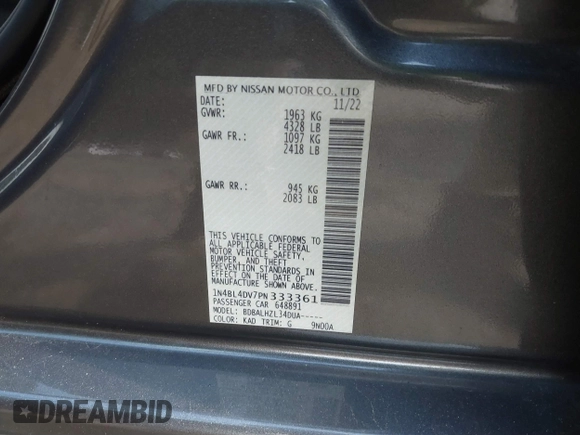 MFD BY NISSAN MOTOR CO., LTD
DATE: 11/22
GVWR: 1963 KG
4328 LB
GAWR FR.: 1097 KG
2418 LB
GAWR RR.: 945 KG
2083 LB
THIS VEHICLE CONFORMS TO
ALL APPLICABLE FEDERAL
MOTOR VEHICLE SAFETY,
BUMPER, AND THEFT
PREVENTION STANDARDS IN
EFFECT ON THE DATE OF
MANUFACTURE SHOWN ABOVE.
1N4BL4DV7PN333361
PASSENGER CAR 648891
MODEL: BDBALHZL34DUA-----
COLOR: KAD TRIM: G 9N00A
DREAMBID